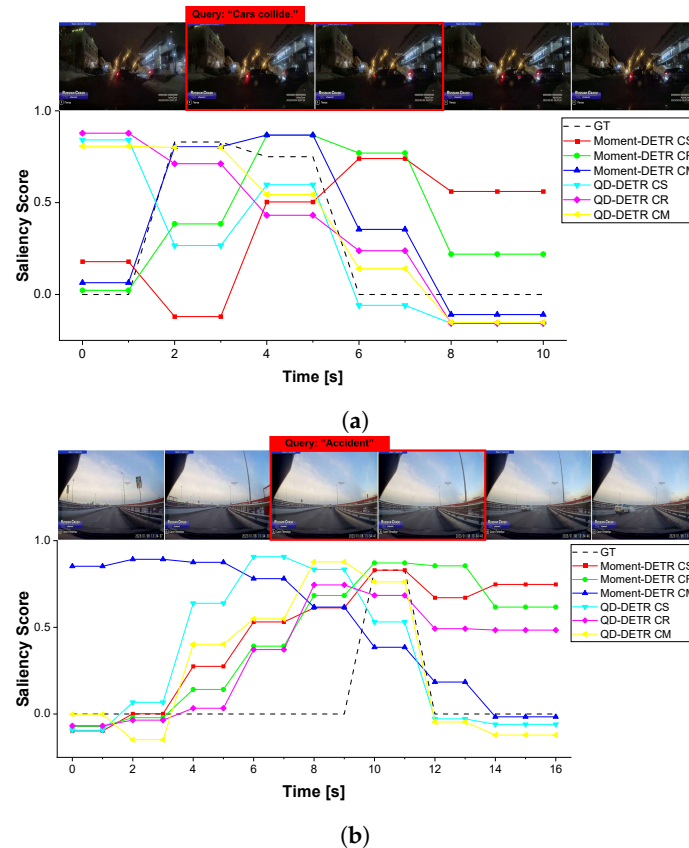 Query: "Cars collide."
1.0
0.5
0.0
Saliency Score
0 2 4 6 8 10
Time [s]
GT
Moment-DETR CS
Moment-DETR CR
Moment-DETR CM
QD-DETR CS
QD-DETR CR
QD-DETR CM
(a)
Query: "Accident"
1.0
0.5
0.0
Saliency Score
0 2 4 6 8 10 12 14 16
Time [s]
GT
Moment-DETR CS
Moment-DETR CR
Moment-DETR CM
QD-DETR CS
QD-DETR CR
QD-DETR CM
(b)